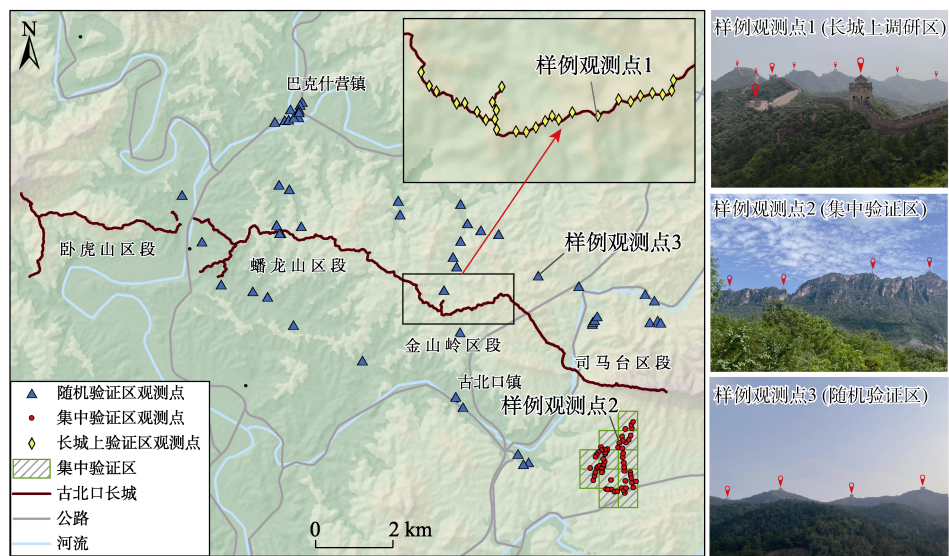 N
巴克什营镇
样例观测点1
卧虎山区段
蟠龙山区段
样例观测点3
金山岭区段
司马台区段
古北口镇
样例观测点2
随机验证区观测点
集中验证区观测点
长城上验证区观测点
集中验证区
古北口长城
公路
河流
0 2 km
样例观测点1 (长城上调研区)
样例观测点2 (集中验证区)
样例观测点3 (随机验证区)